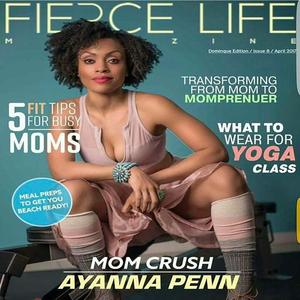 FIERCE LIFE
MAGAZINE
Dominique Edition / Issue 8 / April 2017
TRANSFORMING
FROM MOM TO
MOMPRENUER
5 FIT TIPS
FOR BUSY
MOMS
WHAT TO
WEAR FOR
YOGA
CLASS
MEAL PREPS
TO GET YOU
BEACH READY!
MOM CRUSH
AYANNA PENN